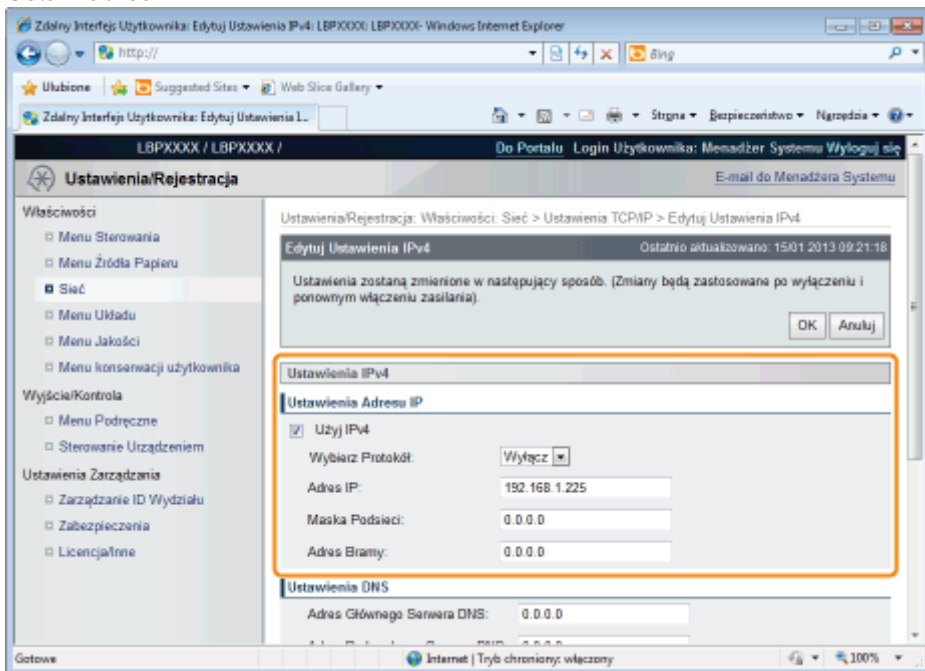 Zdalny Interfejs Użytkownika: Edytuj Ustawienia IPv4: LBPXXXX: LBPXXXX- Windows Internet Explorer
http://
Bing
Ulubione Suggested Sites Web Slice Gallery
Zdalny Interfejs Użytkownika: Edytuj Ustawienia I...
Strona Bezpieczeństwo Narzędzia
LBPXXXX / LBPXXXX /
Do Portalu Login Użytkownika: Menadżer Systemu Wyloguj się
Ustawienia/Rejestracja
E-mail do Menadżera Systemu
Właściwości
Menu Sterowania
Menu Źródła Papieru
Sieć
Menu Układu
Menu Jakości
Menu konserwacji użytkownika
Wyjście/Kontrola
Menu Podręczne
Sterowanie Urządzeniem
Ustawienia Zarządzania
Zarządzanie ID Wydziału
Zabezpieczenia
Licencja/Inne
Ustawienia/Rejestracja: Właściwości: Sieć > Ustawienia TCP/IP > Edytuj Ustawienia IPv4
Edytuj Ustawienia IPv4
Ostatnio aktualizowano: 15/01 2013 09:21:18
Ustawienia zostaną zmienione w następujący sposób. (Zmiany będą zastosowane po wyłączeniu i
ponownym włączeniu zasilania).
OK Anuluj
Ustawienia IPv4
Ustawienia Adresu IP
Użyj IPv4
Wybierz Protokół: Wyłącz
Adres IP: 192.168.1.225
Maska Podsieci: 0.0.0.0
Adres Bramy: 0.0.0.0
Ustawienia DNS
Adres Głównego Serwera DNS: 0.0.0.0
Gotowe
Internet | Tryb chroniony: włączony
100%